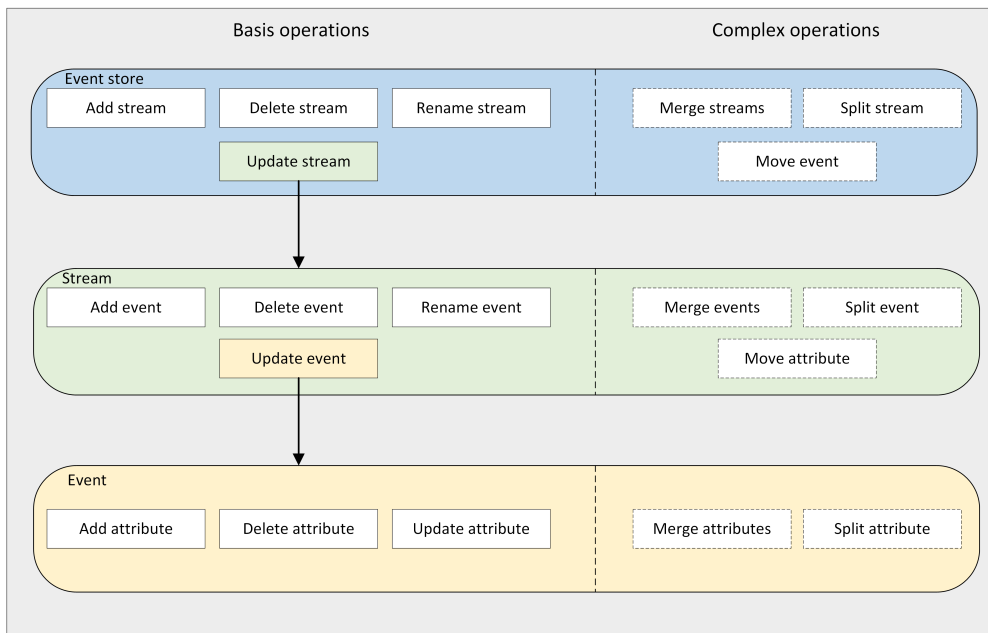 Basis operations
Complex operations
Event store
Add stream
Delete stream
Rename stream
Merge streams
Split stream
Update stream
Move event
Stream
Add event
Delete event
Rename event
Merge events
Split event
Update event
Move attribute
Event
Add attribute
Delete attribute
Update attribute
Merge attributes
Split attribute